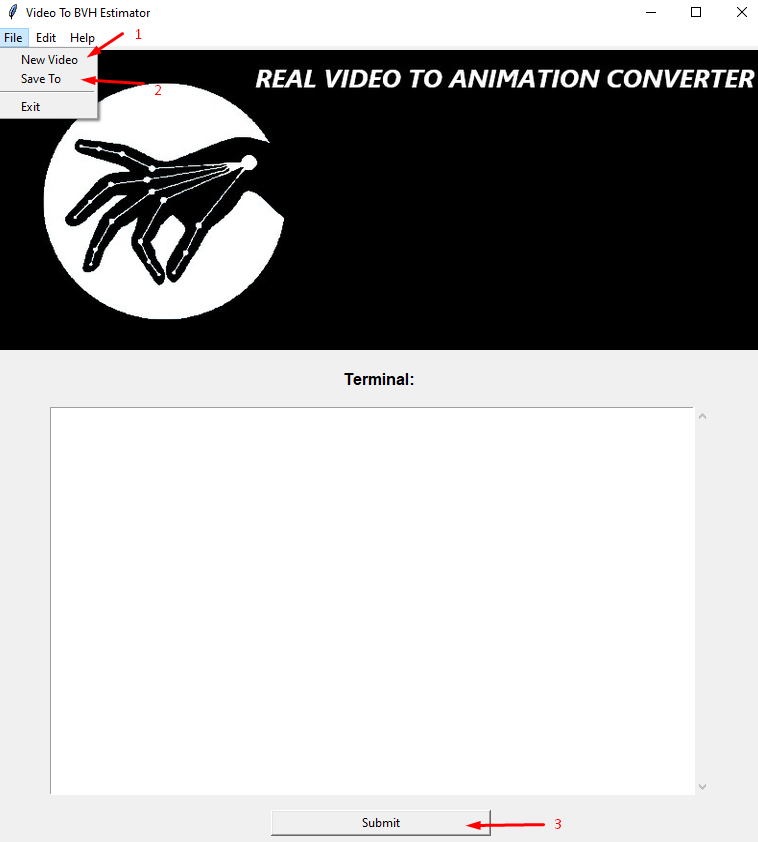 Video To BVH Estimator
File Edit Help
1
New Video
Save To
2
Exit
REAL VIDEO TO ANIMATION CONVERTER
Terminal:
Submit
3